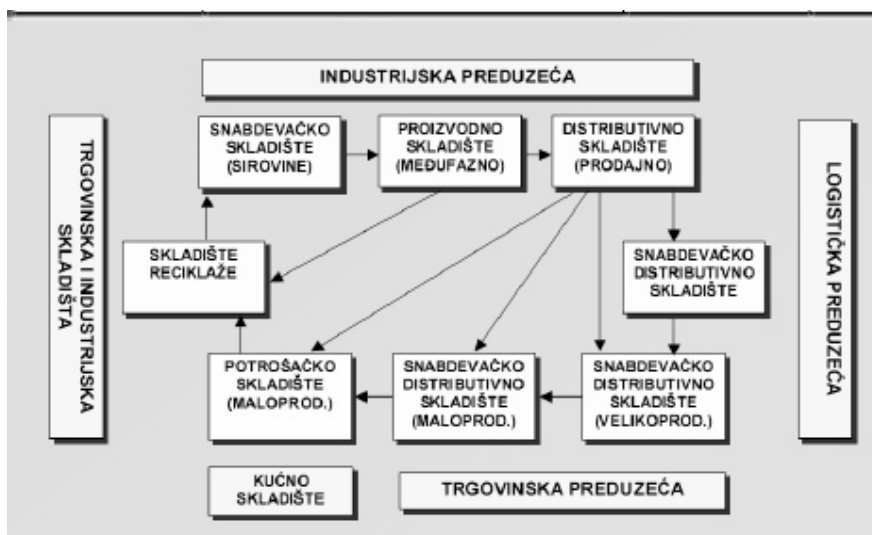 INDUSTRIJSKA PREDUZEĆA
TRGOVINSKA I INDUSTRIJSKA
SKLADIŠTA
SNABDEVAČKO
SKLADIŠTE
(SIROVINE)
PROIZVODNO
SKLADIŠTE
(MEĐUFAZNO)
DISTRIBUTIVNO
SKLADIŠTE
(PRODAJNO)
LOGISTIČKA PREDUZEĆA
SKLADIŠTE
RECIKLAŽE
SNABDEVAČKO
DISTRIBUTIVNO
SKLADIŠTE
POTROŠAČKO
SKLADIŠTE
(MALOPROD.)
SNABDEVAČKO
DISTRIBUTIVNO
SKLADIŠTE
(MALOPROD.)
SNABDEVAČKO
DISTRIBUTIVNO
SKLADIŠTE
(VELIKOPROD.)
KUĆNO
SKLADIŠTE
TRGOVINSKA PREDUZEĆA